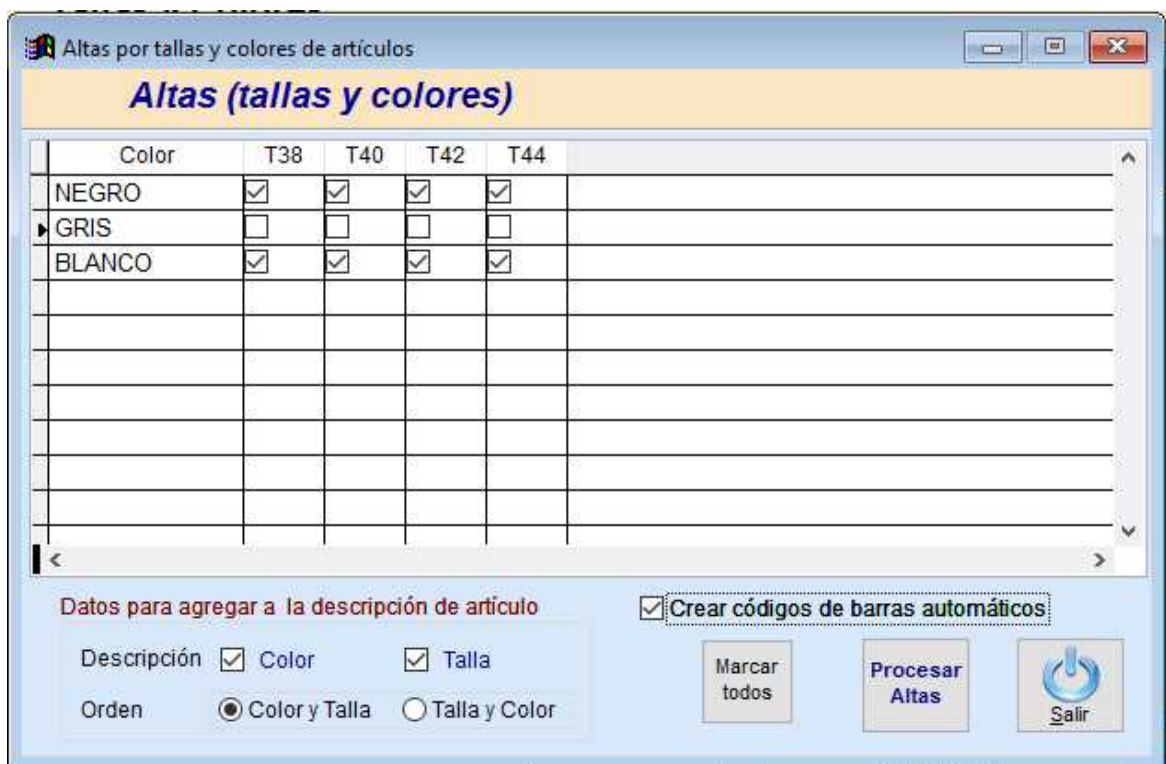 Altas por tallas y colores de artículos
Altas (tallas y colores)
Color T38 T40 T42 T44
NEGRO
GRIS
BLANCO
Datos para agregar a la descripción de artículo
Crear códigos de barras automáticos
Descripción Color Talla
Orden Color y Talla Talla y Color
Marcar
todos
Procesar
Altas
Salir